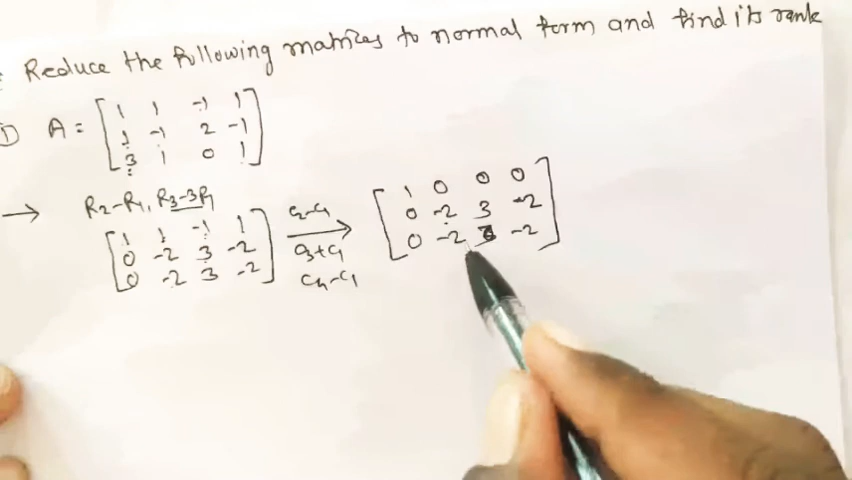 : Reduce the following matrices to normal form and find its rank
① A = [ 1 1 -1 1
1 -1 2 -1
3 1 0 1 ]
→ R2-R1, R3-3R1
[ 1 1 -1 1
0 -2 3 -2
0 -2 3 -2 ]
C2-C1
C3+C1
C4-C1
[ 1 0 0 0
0 -2 3 -2
0 -2 3 -2 ]